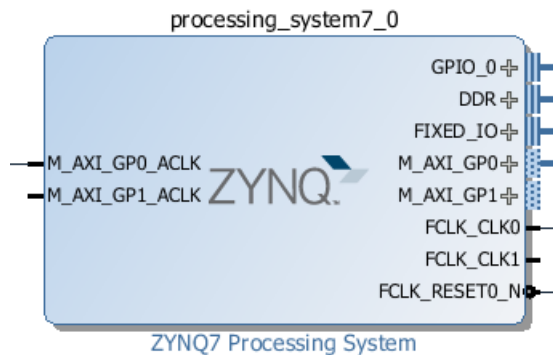 processing_system7_0
GPIO_0
DDR
FIXED_IO
M_AXI_GP0_ACLK
M_AXI_GP0
M_AXI_GP1_ACLK
M_AXI_GP1
ZYNQ
FCLK_CLK0
FCLK_CLK1
FCLK_RESET0_N
ZYNQ7 Processing System